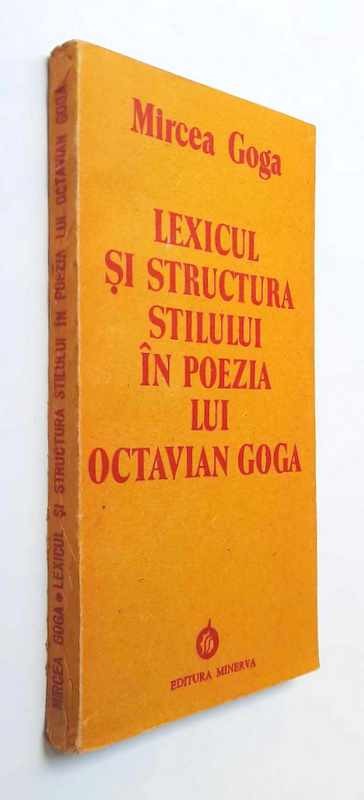 Mircea Goga
LEXICUL
ȘI STRUCTURA
STILULUI
ÎN POEZIA
LUI
OCTAVIAN GOGA
EDITURA MINERVA
MIRCEA GOGA • LEXICUL ȘI STRUCTURA STILULUI ÎN POEZIA LUI OCTAVIAN GOGA